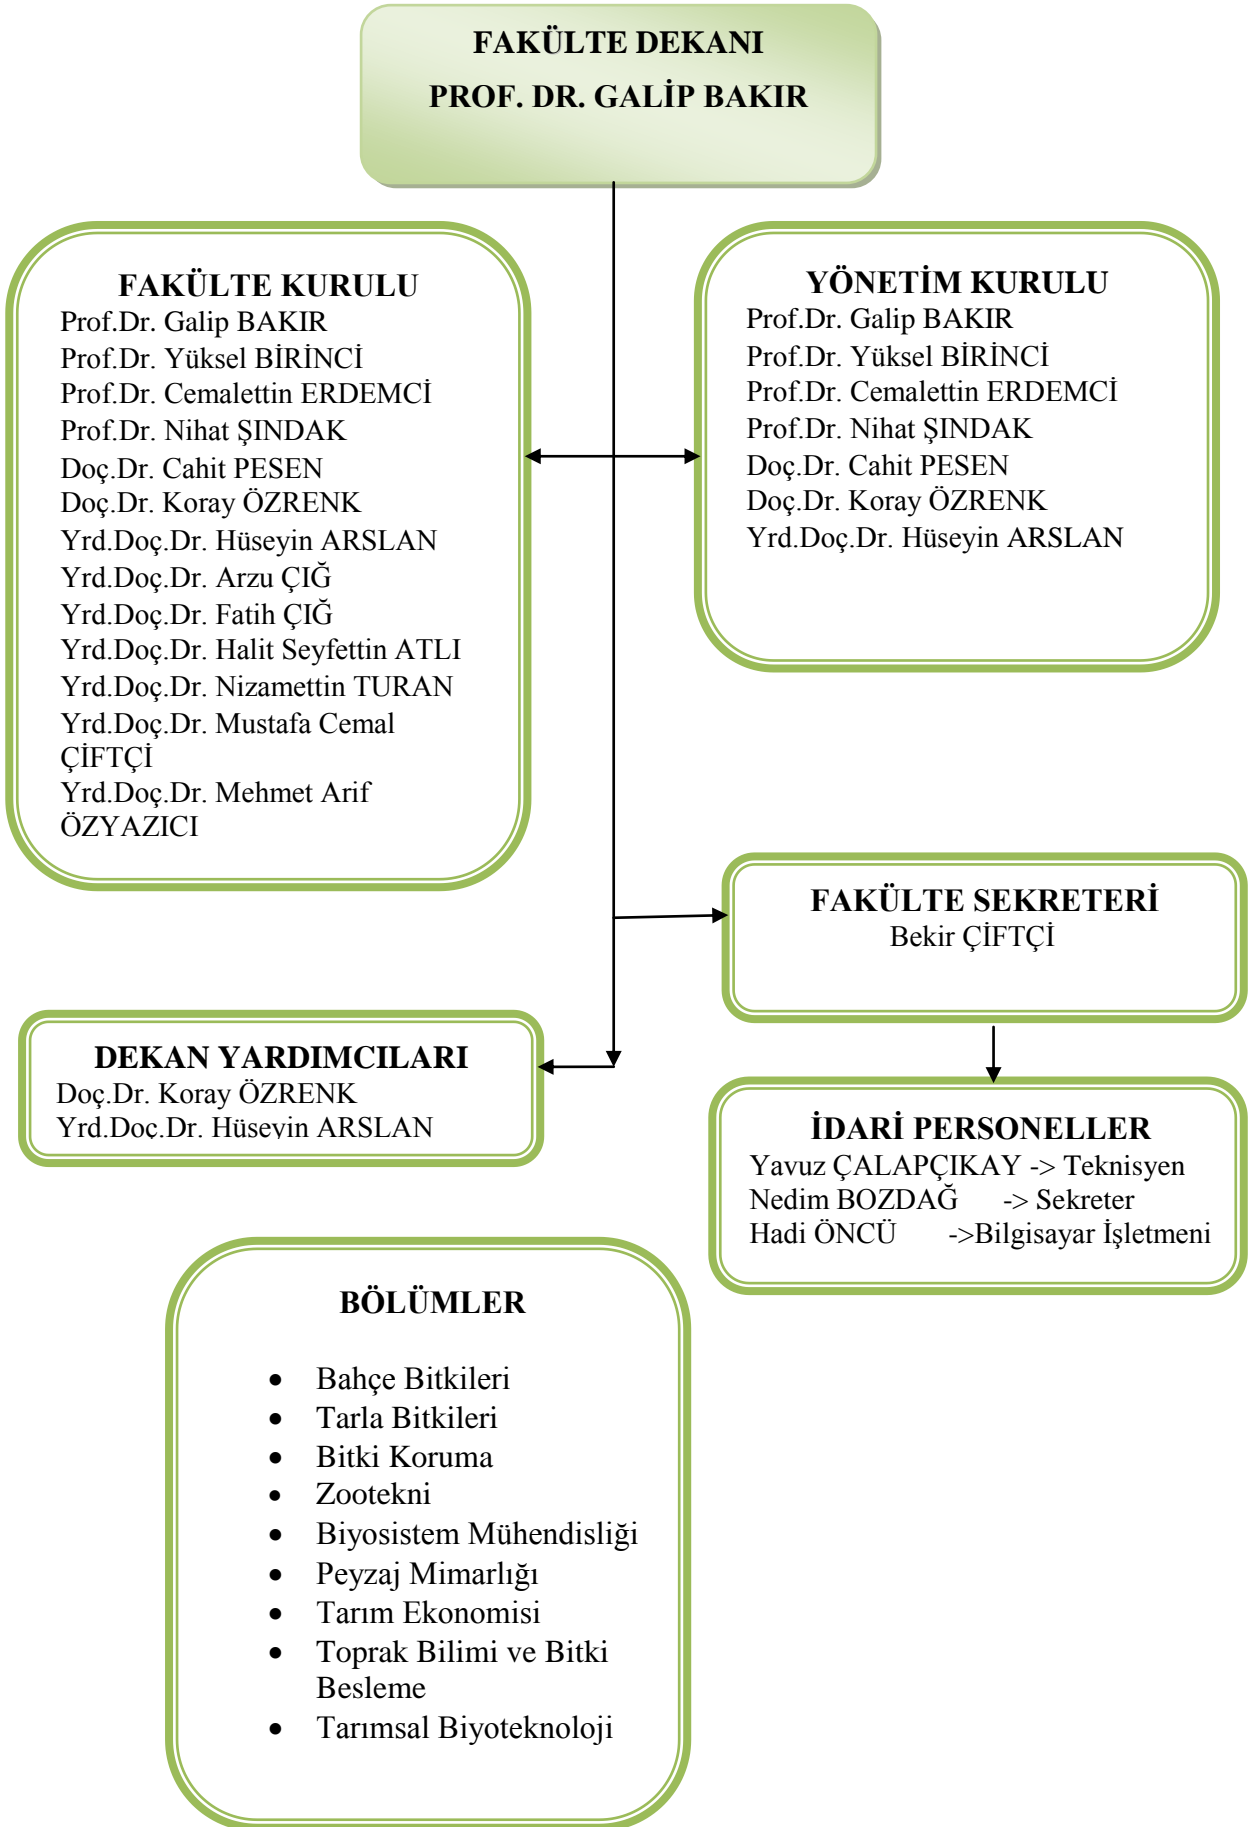 FAKÜLTE DEKANI
PROF. DR. GALİP BAKIR
FAKÜLTE KURULU
Prof.Dr. Galip BAKIR
Prof.Dr. Yüksel BİRİNCİ
Prof.Dr. Cemalettin ERDEMCİ
Prof.Dr. Nihat ŞINDAK
Doç.Dr. Cahit PESEN
Doç.Dr. Koray ÖZRENK
Yrd.Doç.Dr. Hüseyin ARSLAN
Yrd.Doç.Dr. Arzu ÇIĞ
Yrd.Doç.Dr. Fatih ÇIĞ
Yrd.Doç.Dr. Halit Seyfettin ATLI
Yrd.Doç.Dr. Nizamettin TURAN
Yrd.Doç.Dr. Mustafa Cemal
ÇİFTÇİ
Yrd.Doç.Dr. Mehmet Arif
ÖZYAZICI
YÖNETİM KURULU
Prof.Dr. Galip BAKIR
Prof.Dr. Yüksel BİRİNCİ
Prof.Dr. Cemalettin ERDEMCİ
Prof.Dr. Nihat ŞINDAK
Doç.Dr. Cahit PESEN
Doç.Dr. Koray ÖZRENK
Yrd.Doç.Dr. Hüseyin ARSLAN
FAKÜLTE SEKRETERİ
Bekir ÇİFTÇİ
DEKAN YARDIMCILARI
Doç.Dr. Koray ÖZRENK
Yrd.Doç.Dr. Hüseyin ARSLAN
İDARİ PERSONELLER
Yavuz ÇALAPÇIKAY -> Teknisyen
Nedim BOZDAĞ -> Sekreter
Hadi ÖNCÜ ->Bilgisayar İşletmeni
BÖLÜMLER
• Bahçe Bitkileri
• Tarla Bitkileri
• Bitki Koruma
• Zootekni
• Biyosistem Mühendisliği
• Peyzaj Mimarlığı
• Tarım Ekonomisi
• Toprak Bilimi ve Bitki
Besleme
• Tarımsal Biyoteknoloji